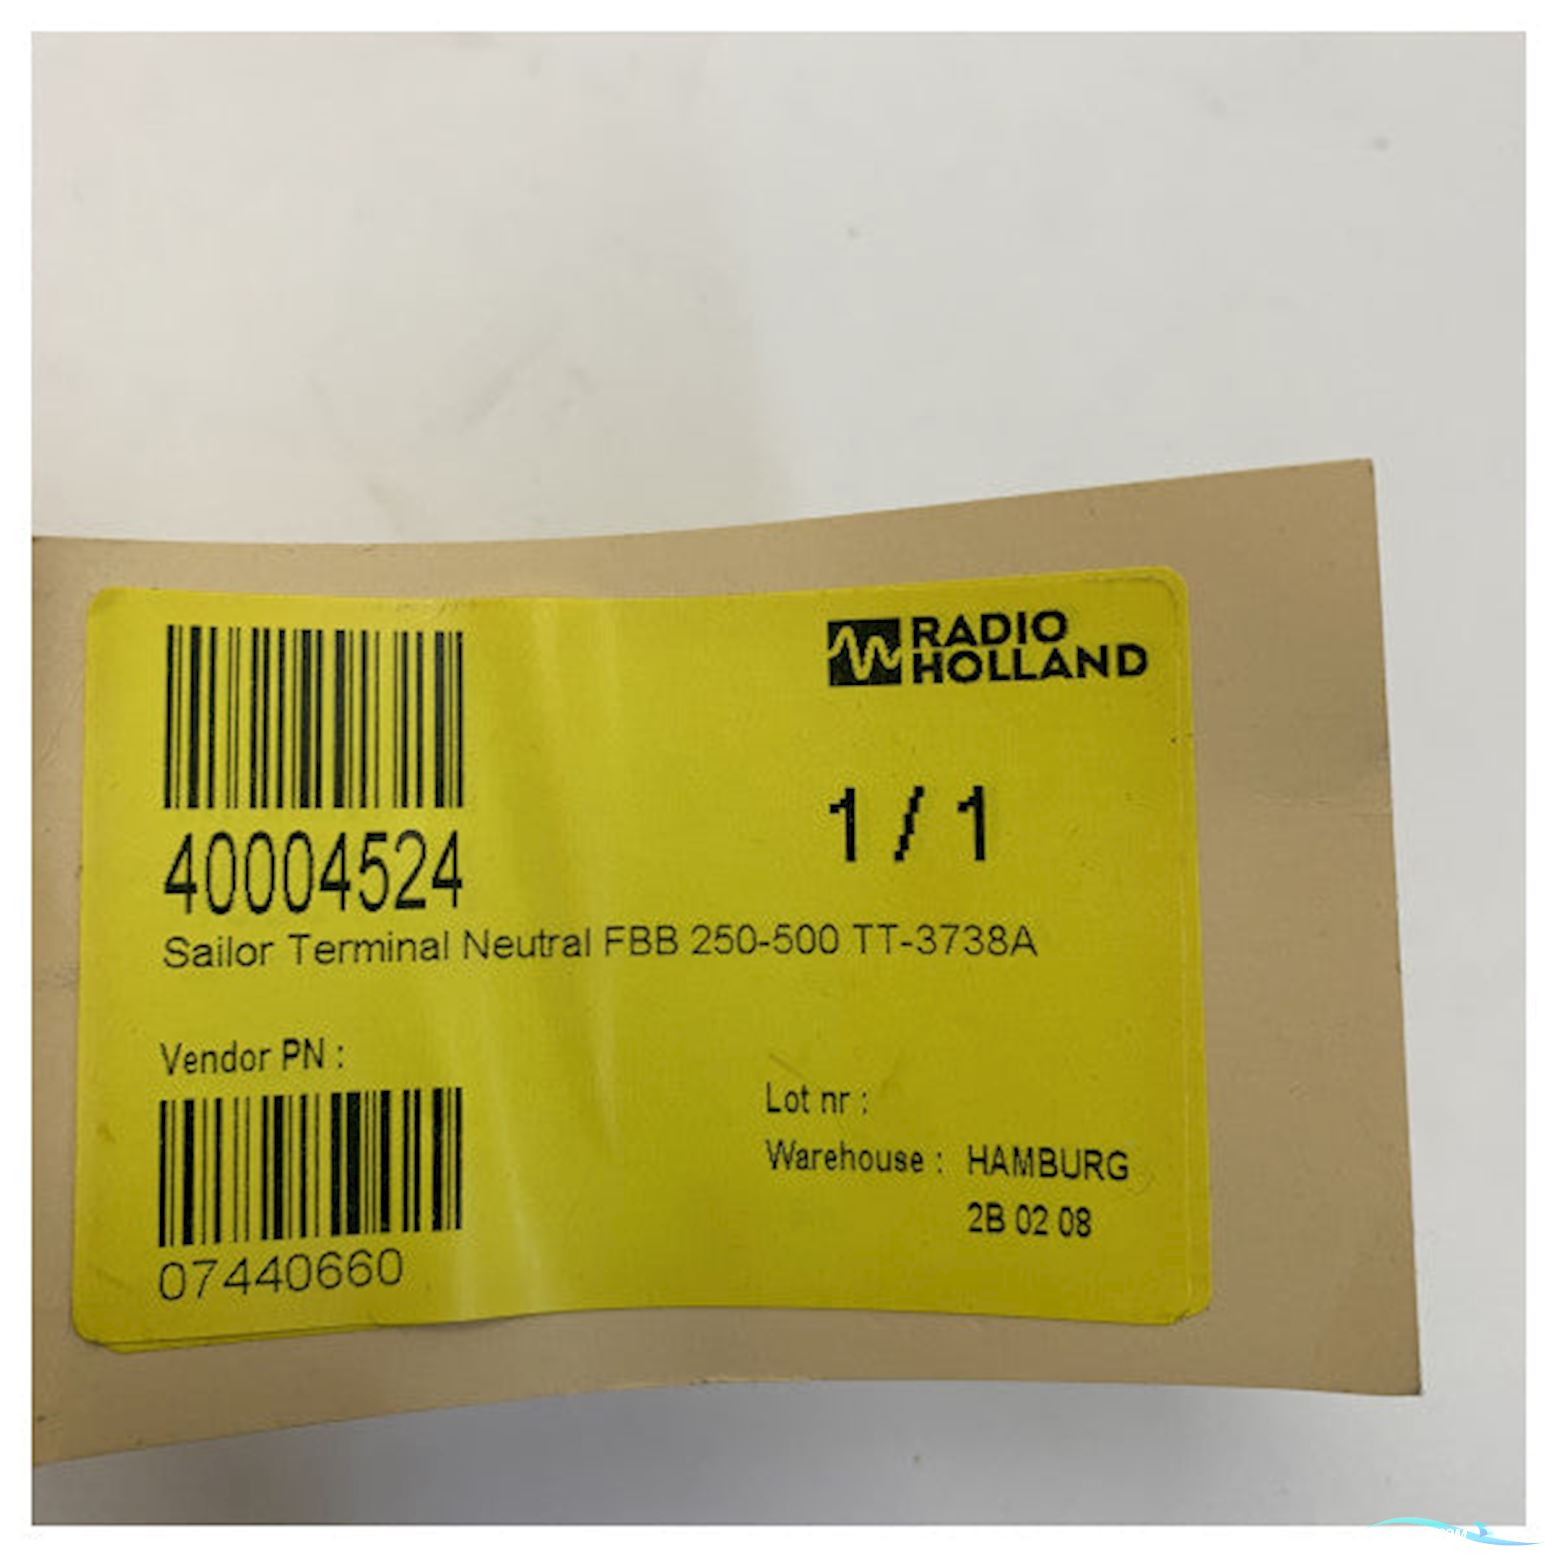 RADIO
HOLLAND
1 / 1
40004524
Sailor Terminal Neutral FBB 250-500 TT-3738A
Vendor PN :
07440660
Lot nr :
Warehouse : HAMBURG
2B 02 08